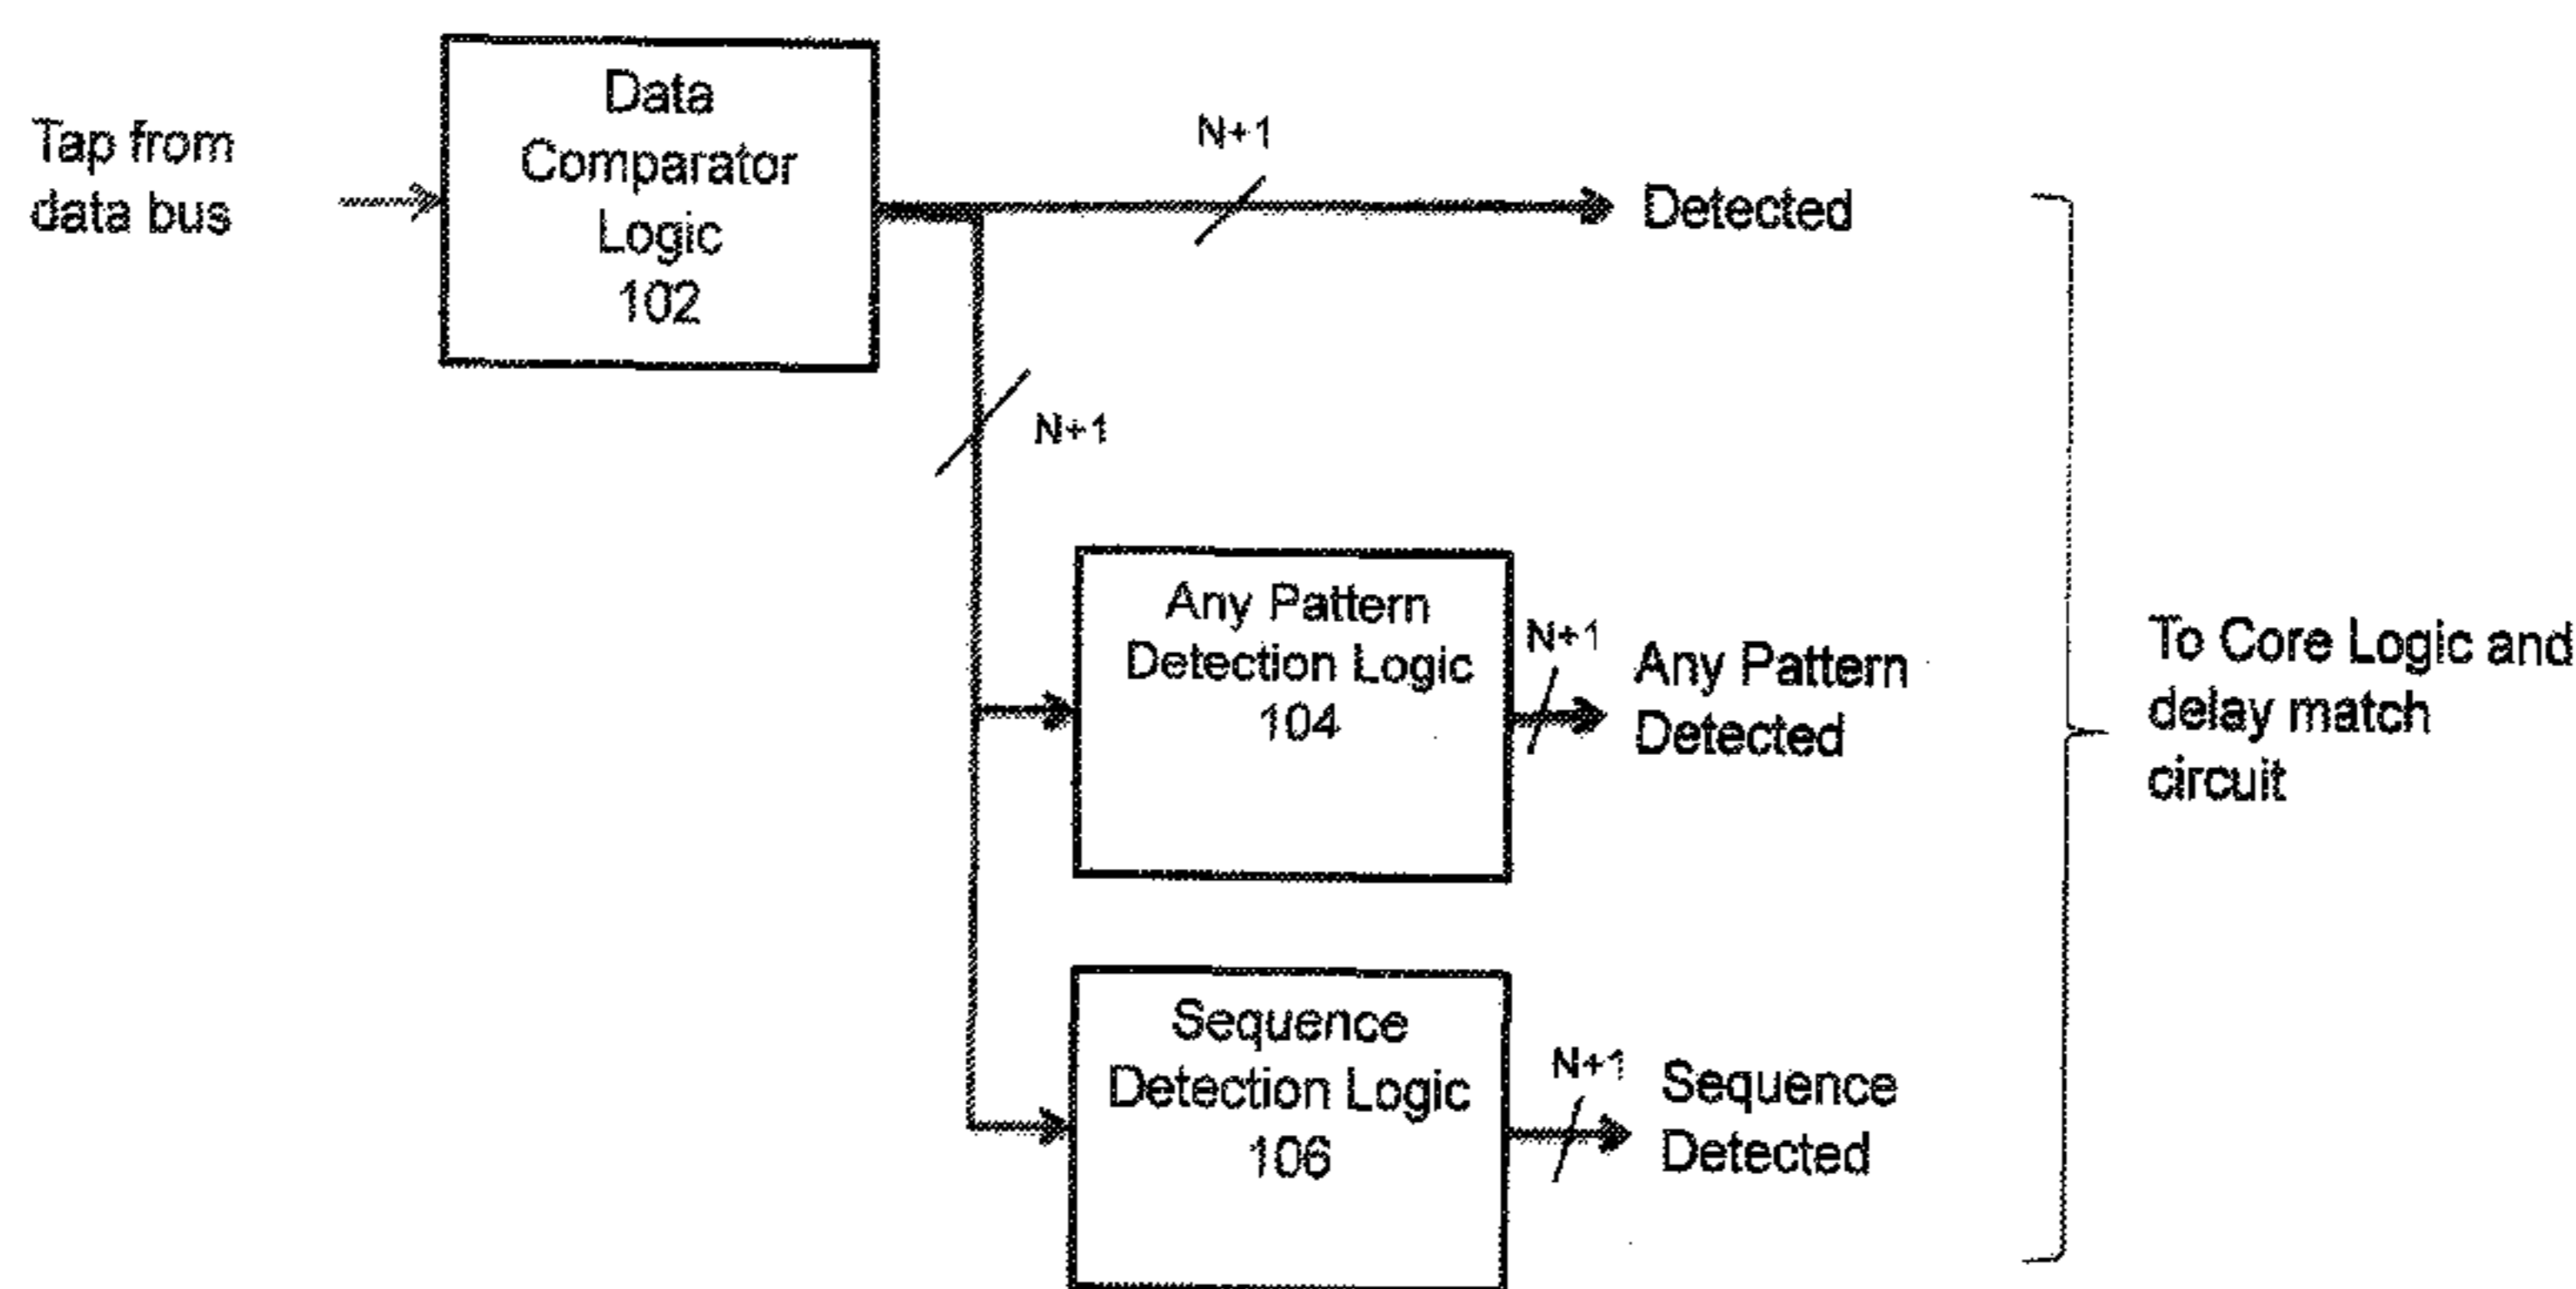 Tap from
data bus
Data
Comparator
Logic
102
N+1
Detected
N+1
Any Pattern
Detection Logic
104
N+1
Any Pattern
Detected
Sequence
Detection Logic
106
N+1
Sequence
Detected
To Core Logic and
delay match
circuit